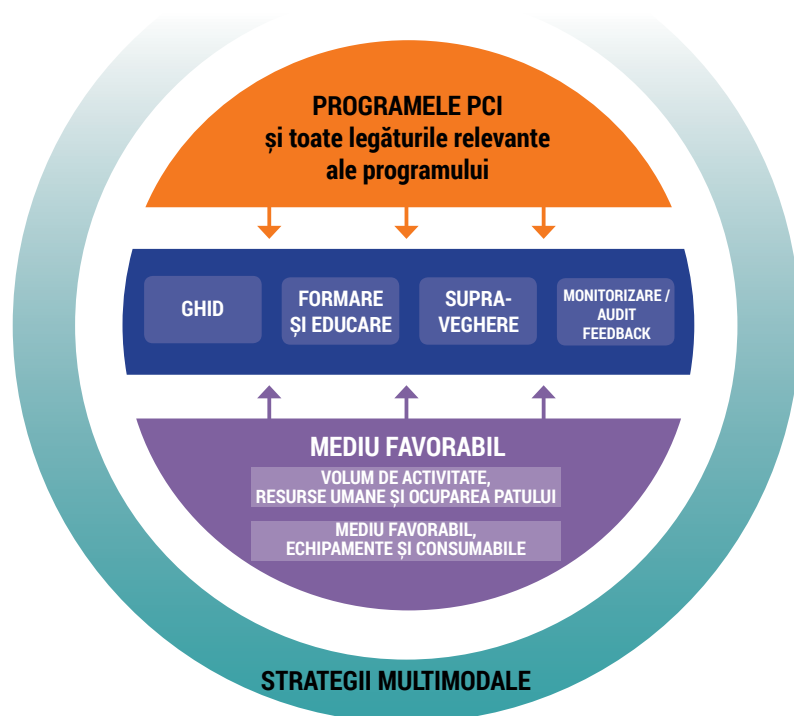 PROGRAMELE PCI
și toate legăturile relevante
ale programului
GHID
FORMARE
ȘI EDUCARE
SUPRA-
VEGHERE
MONITORIZARE /
AUDIT
FEEDBACK
MEDIU FAVORABIL
VOLUM DE ACTIVITATE,
RESURSE UMANE ȘI OCUPAREA PATULUI
MEDIU FAVORABIL,
ECHIPAMENTE ȘI CONSUMABILE
STRATEGII MULTIMODALE